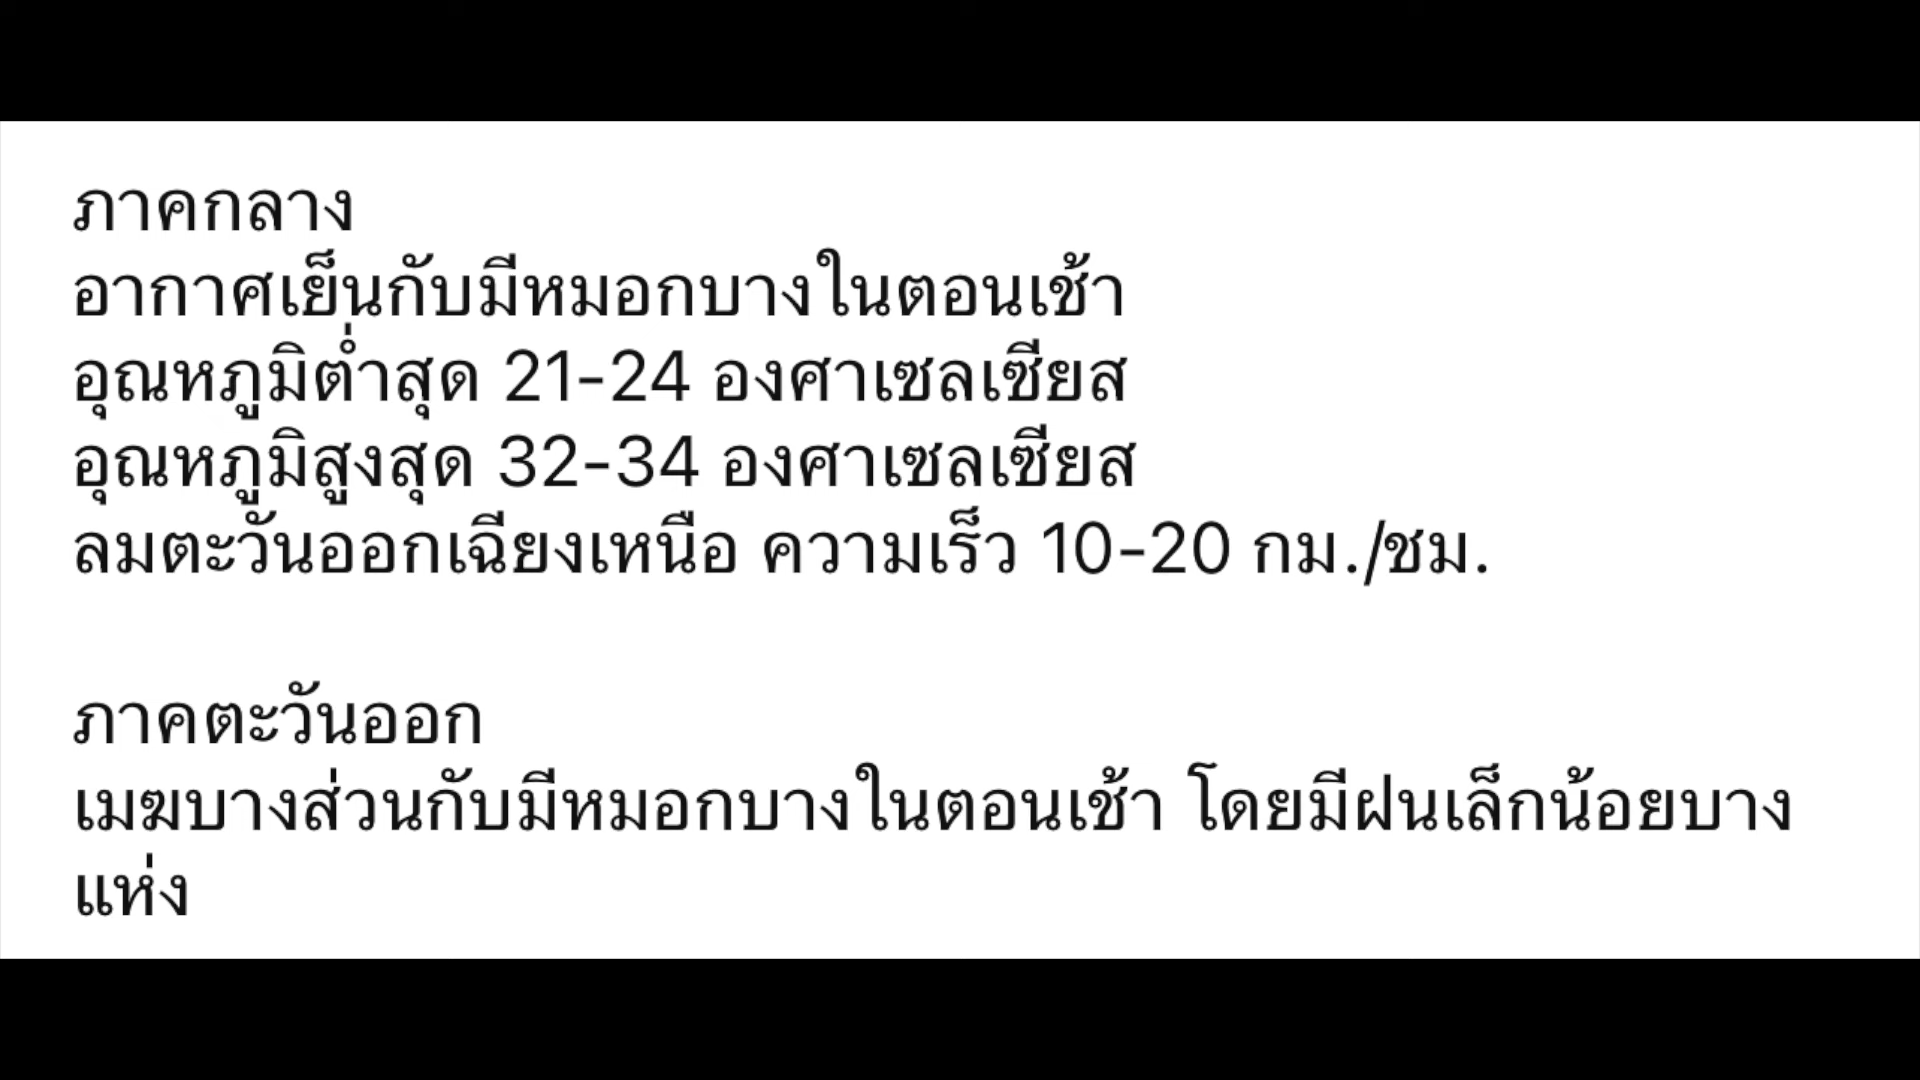 ภาคกลาง
อากาศเย็นกับมีหมอกบางในตอนเช้า
อุณหภูมิต่ำสุด 21-24 องศาเซลเซียส
อุณหภูมิสูงสุด 32-34 องศาเซลเซียส
ลมตะวันออกเฉียงเหนือ ความเร็ว 10-20 กม./ชม.
ภาคตะวันออก
เมฆบางส่วนกับมีหมอกบางในตอนเช้า โดยมีฝนเล็กน้อยบาง
แห่ง